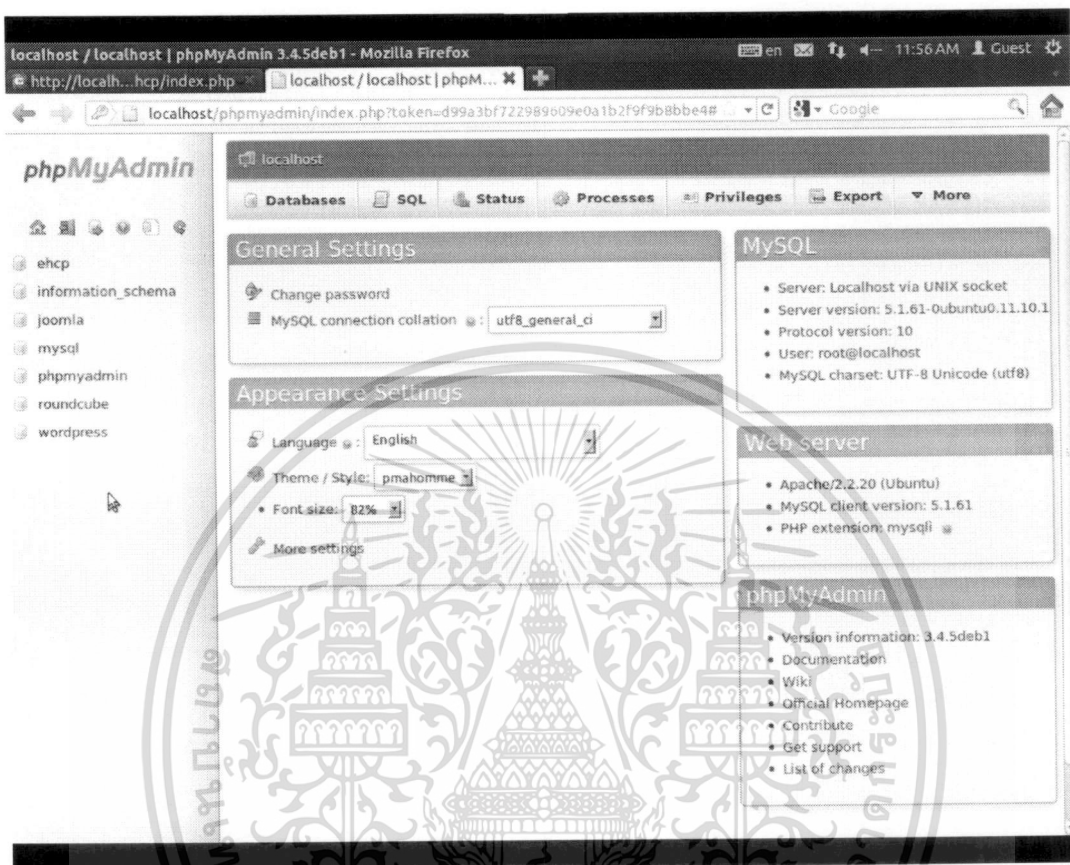 localhost / localhost | phpMyAdmin 3.4.5deb1 - Mozilla Firefox
en 11:56 AM Guest
http://localh...hcp/index.php
localhost / localhost | phpM...
localhost/phpmyadmin/index.php?token=d99a3bf722989609e0a1b2f9f9b8bbe4#
Google
phpMyAdmin
ehcp
information_schema
joomla
mysql
phpmyadmin
roundcube
wordpress
localhost
Databases SQL Status Processes Privileges Export More
General Settings
Change password
MySQL connection collation : utf8_general_ci
Appearance Settings
Language : English
Theme / Style: pmahomme
Font size: 82%
More settings
MySQL
Server: Localhost via UNIX socket
Server version: 5.1.61-0ubuntu0.11.10.1
Protocol version: 10
User: root@localhost
MySQL charset: UTF-8 Unicode (utf8)
Web server
Apache/2.2.20 (Ubuntu)
MySQL client version: 5.1.61
PHP extension: mysqli
phpMyAdmin
Version information: 3.4.5deb1
Documentation
Wiki
Official Homepage
Contribute
Get support
List of changes